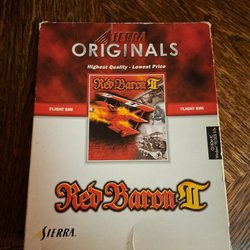 SIERRA
ORIGINALS
Highest Quality - Lowest Price
Red Baron II
FLIGHT SIM
FLIGHT SIM
Red Baron II
SIERRA